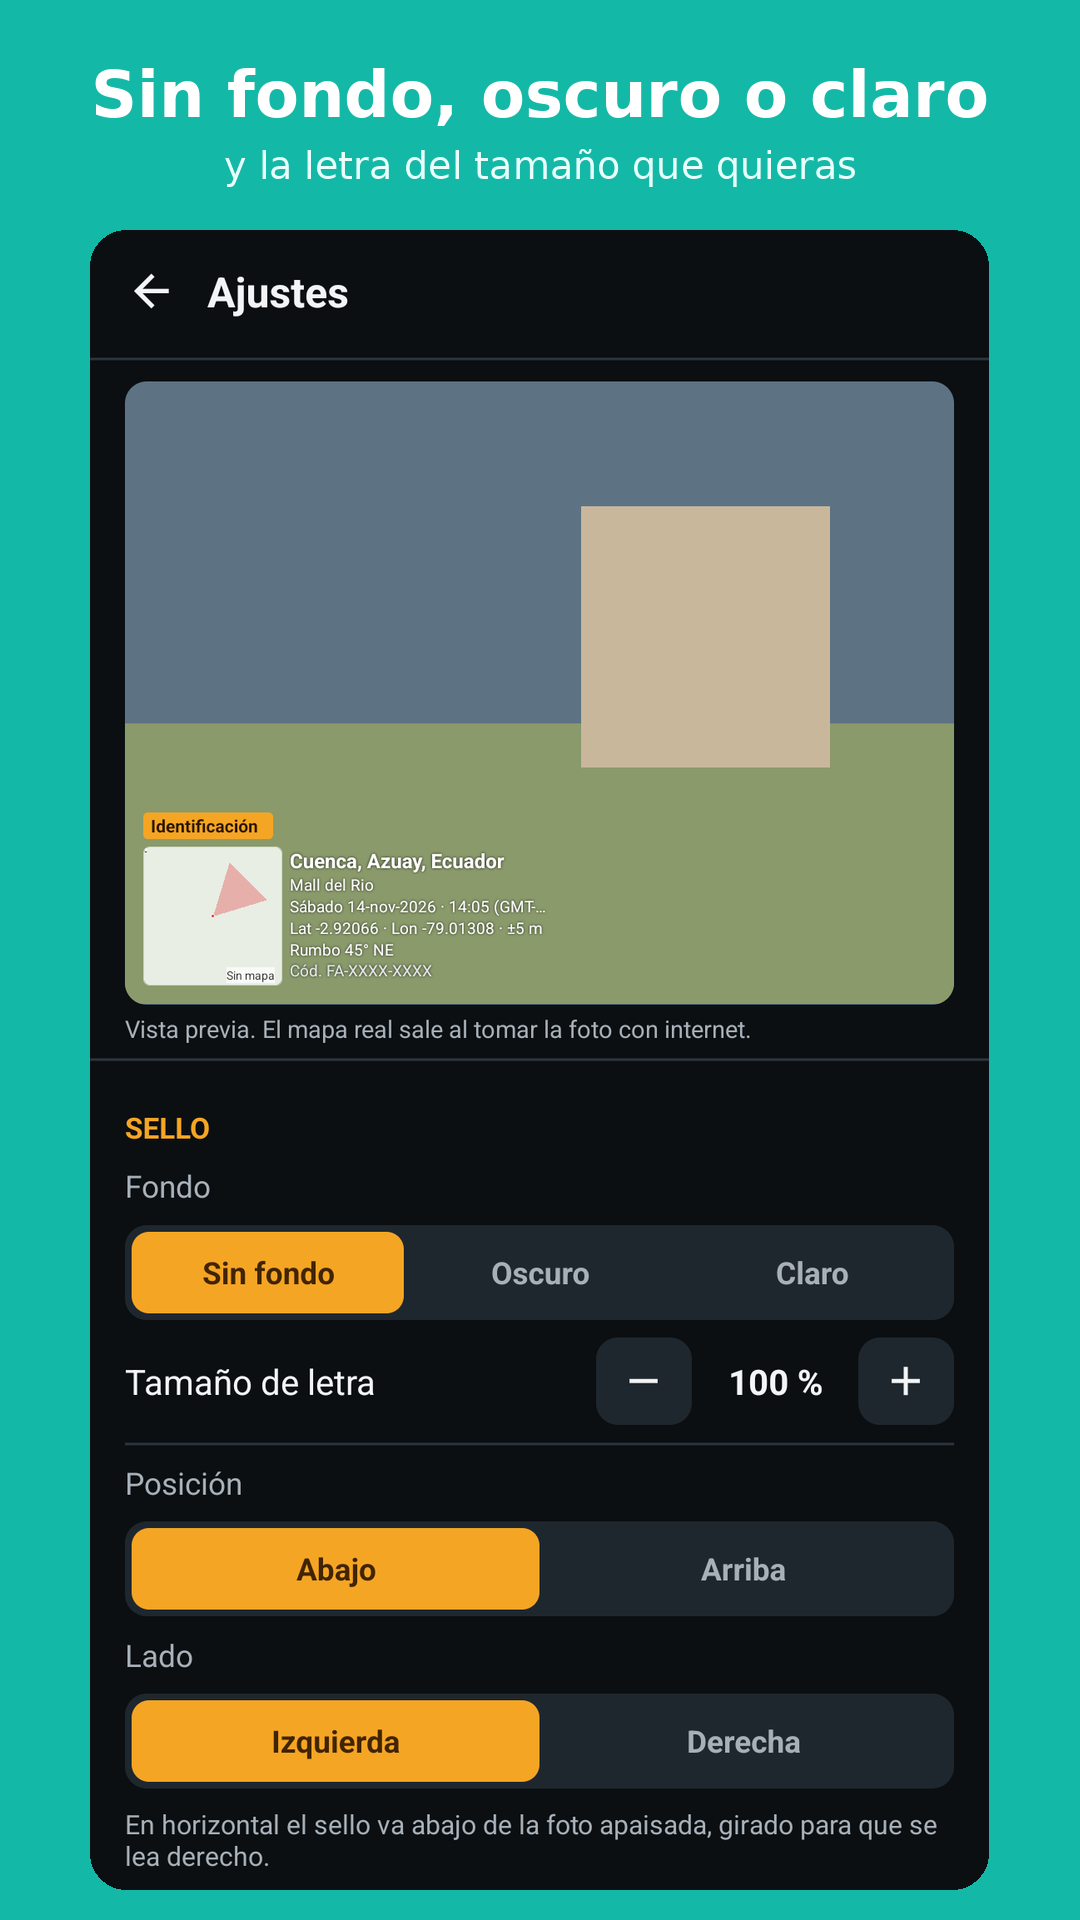 Sin fondo, oscuro o claro
y la letra del tamaño que quieras
Ajustes
Identificación
Sin mapa
Cuenca, Azuay, Ecuador
Mall del Rio
Sábado 14-nov-2026 · 14:05 (GMT-...
Lat -2.92066 · Lon -79.01308 · ±5 m
Rumbo 45° NE
Cód. FA-XXXX-XXXX
Vista previa. El mapa real sale al tomar la foto con internet.
SELLO
Fondo
Sin fondo Oscuro Claro
Tamaño de letra − 100 % +
Posición
Abajo Arriba
Lado
Izquierda Derecha
En horizontal el sello va abajo de la foto apaisada, girado para que se
lea derecho.